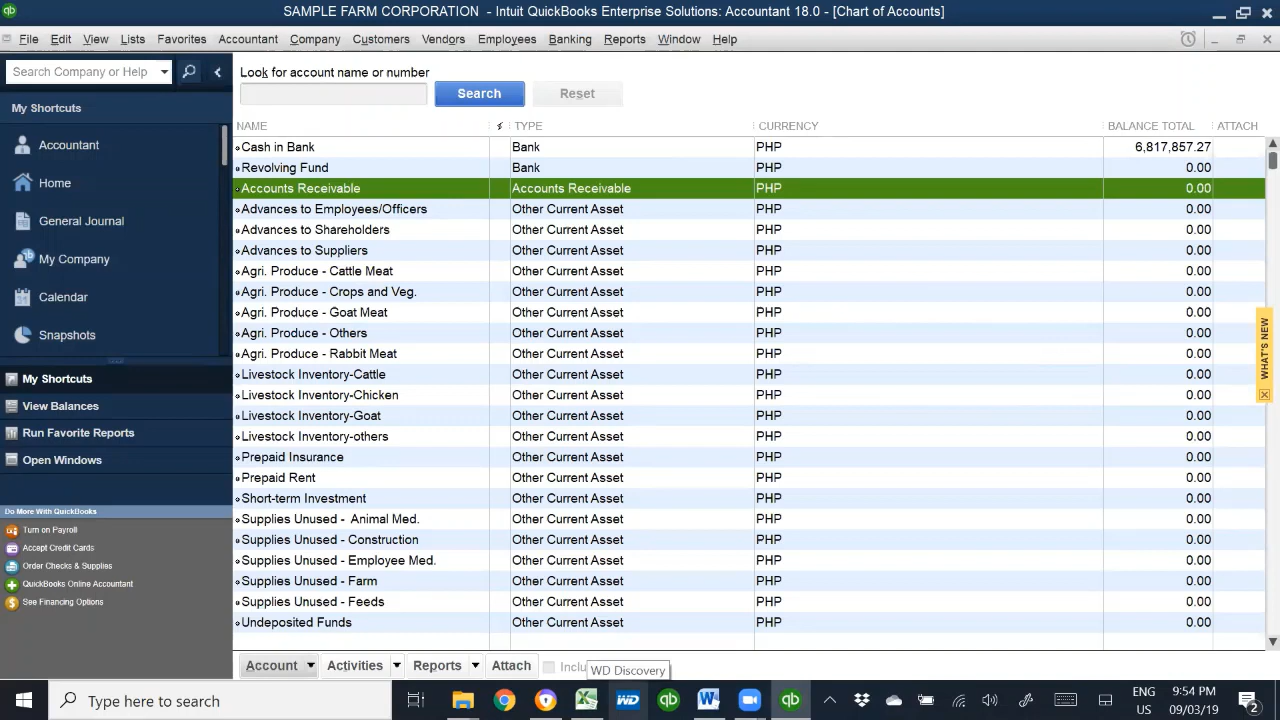 SAMPLE FARM CORPORATION - Intuit QuickBooks Enterprise Solutions: Accountant 18.0 - [Chart of Accounts]
File Edit View Lists Favorites Accountant Company Customers Vendors Employees Banking Reports Window Help
Search Company or Help
My Shortcuts
Accountant
Home
General Journal
My Company
Calendar
Snapshots
My Shortcuts
View Balances
Run Favorite Reports
Open Windows
Do More With QuickBooks
Turn on Payroll
Accept Credit Cards
Order Checks & Supplies
QuickBooks Online Accountant
See Financing Options
Look for account name or number
Search Reset
NAME TYPE CURRENCY BALANCE TOTAL ATTACH
Cash in Bank Bank PHP 6,817,857.27
Revolving Fund Bank PHP 0.00
Accounts Receivable Accounts Receivable PHP 0.00
Advances to Employees/Officers Other Current Asset PHP 0.00
Advances to Shareholders Other Current Asset PHP 0.00
Advances to Suppliers Other Current Asset PHP 0.00
Agri. Produce - Cattle Meat Other Current Asset PHP 0.00
Agri. Produce - Crops and Veg. Other Current Asset PHP 0.00
Agri. Produce - Goat Meat Other Current Asset PHP 0.00
Agri. Produce - Others Other Current Asset PHP 0.00
Agri. Produce - Rabbit Meat Other Current Asset PHP 0.00
Livestock Inventory-Cattle Other Current Asset PHP 0.00
Livestock Inventory-Chicken Other Current Asset PHP 0.00
Livestock Inventory-Goat Other Current Asset PHP 0.00
Livestock Inventory-others Other Current Asset PHP 0.00
Prepaid Insurance Other Current Asset PHP 0.00
Prepaid Rent Other Current Asset PHP 0.00
Short-term Investment Other Current Asset PHP 0.00
Supplies Unused - Animal Med. Other Current Asset PHP 0.00
Supplies Unused - Construction Other Current Asset PHP 0.00
Supplies Unused - Employee Med. Other Current Asset PHP 0.00
Supplies Unused - Farm Other Current Asset PHP 0.00
Supplies Unused - Feeds Other Current Asset PHP 0.00
Undeposited Funds Other Current Asset PHP 0.00
WHAT'S NEW
Account Activities Reports Attach Inclu
WD Discovery
Type here to search
WD
ENG
US
9:54 PM
09/03/19
2